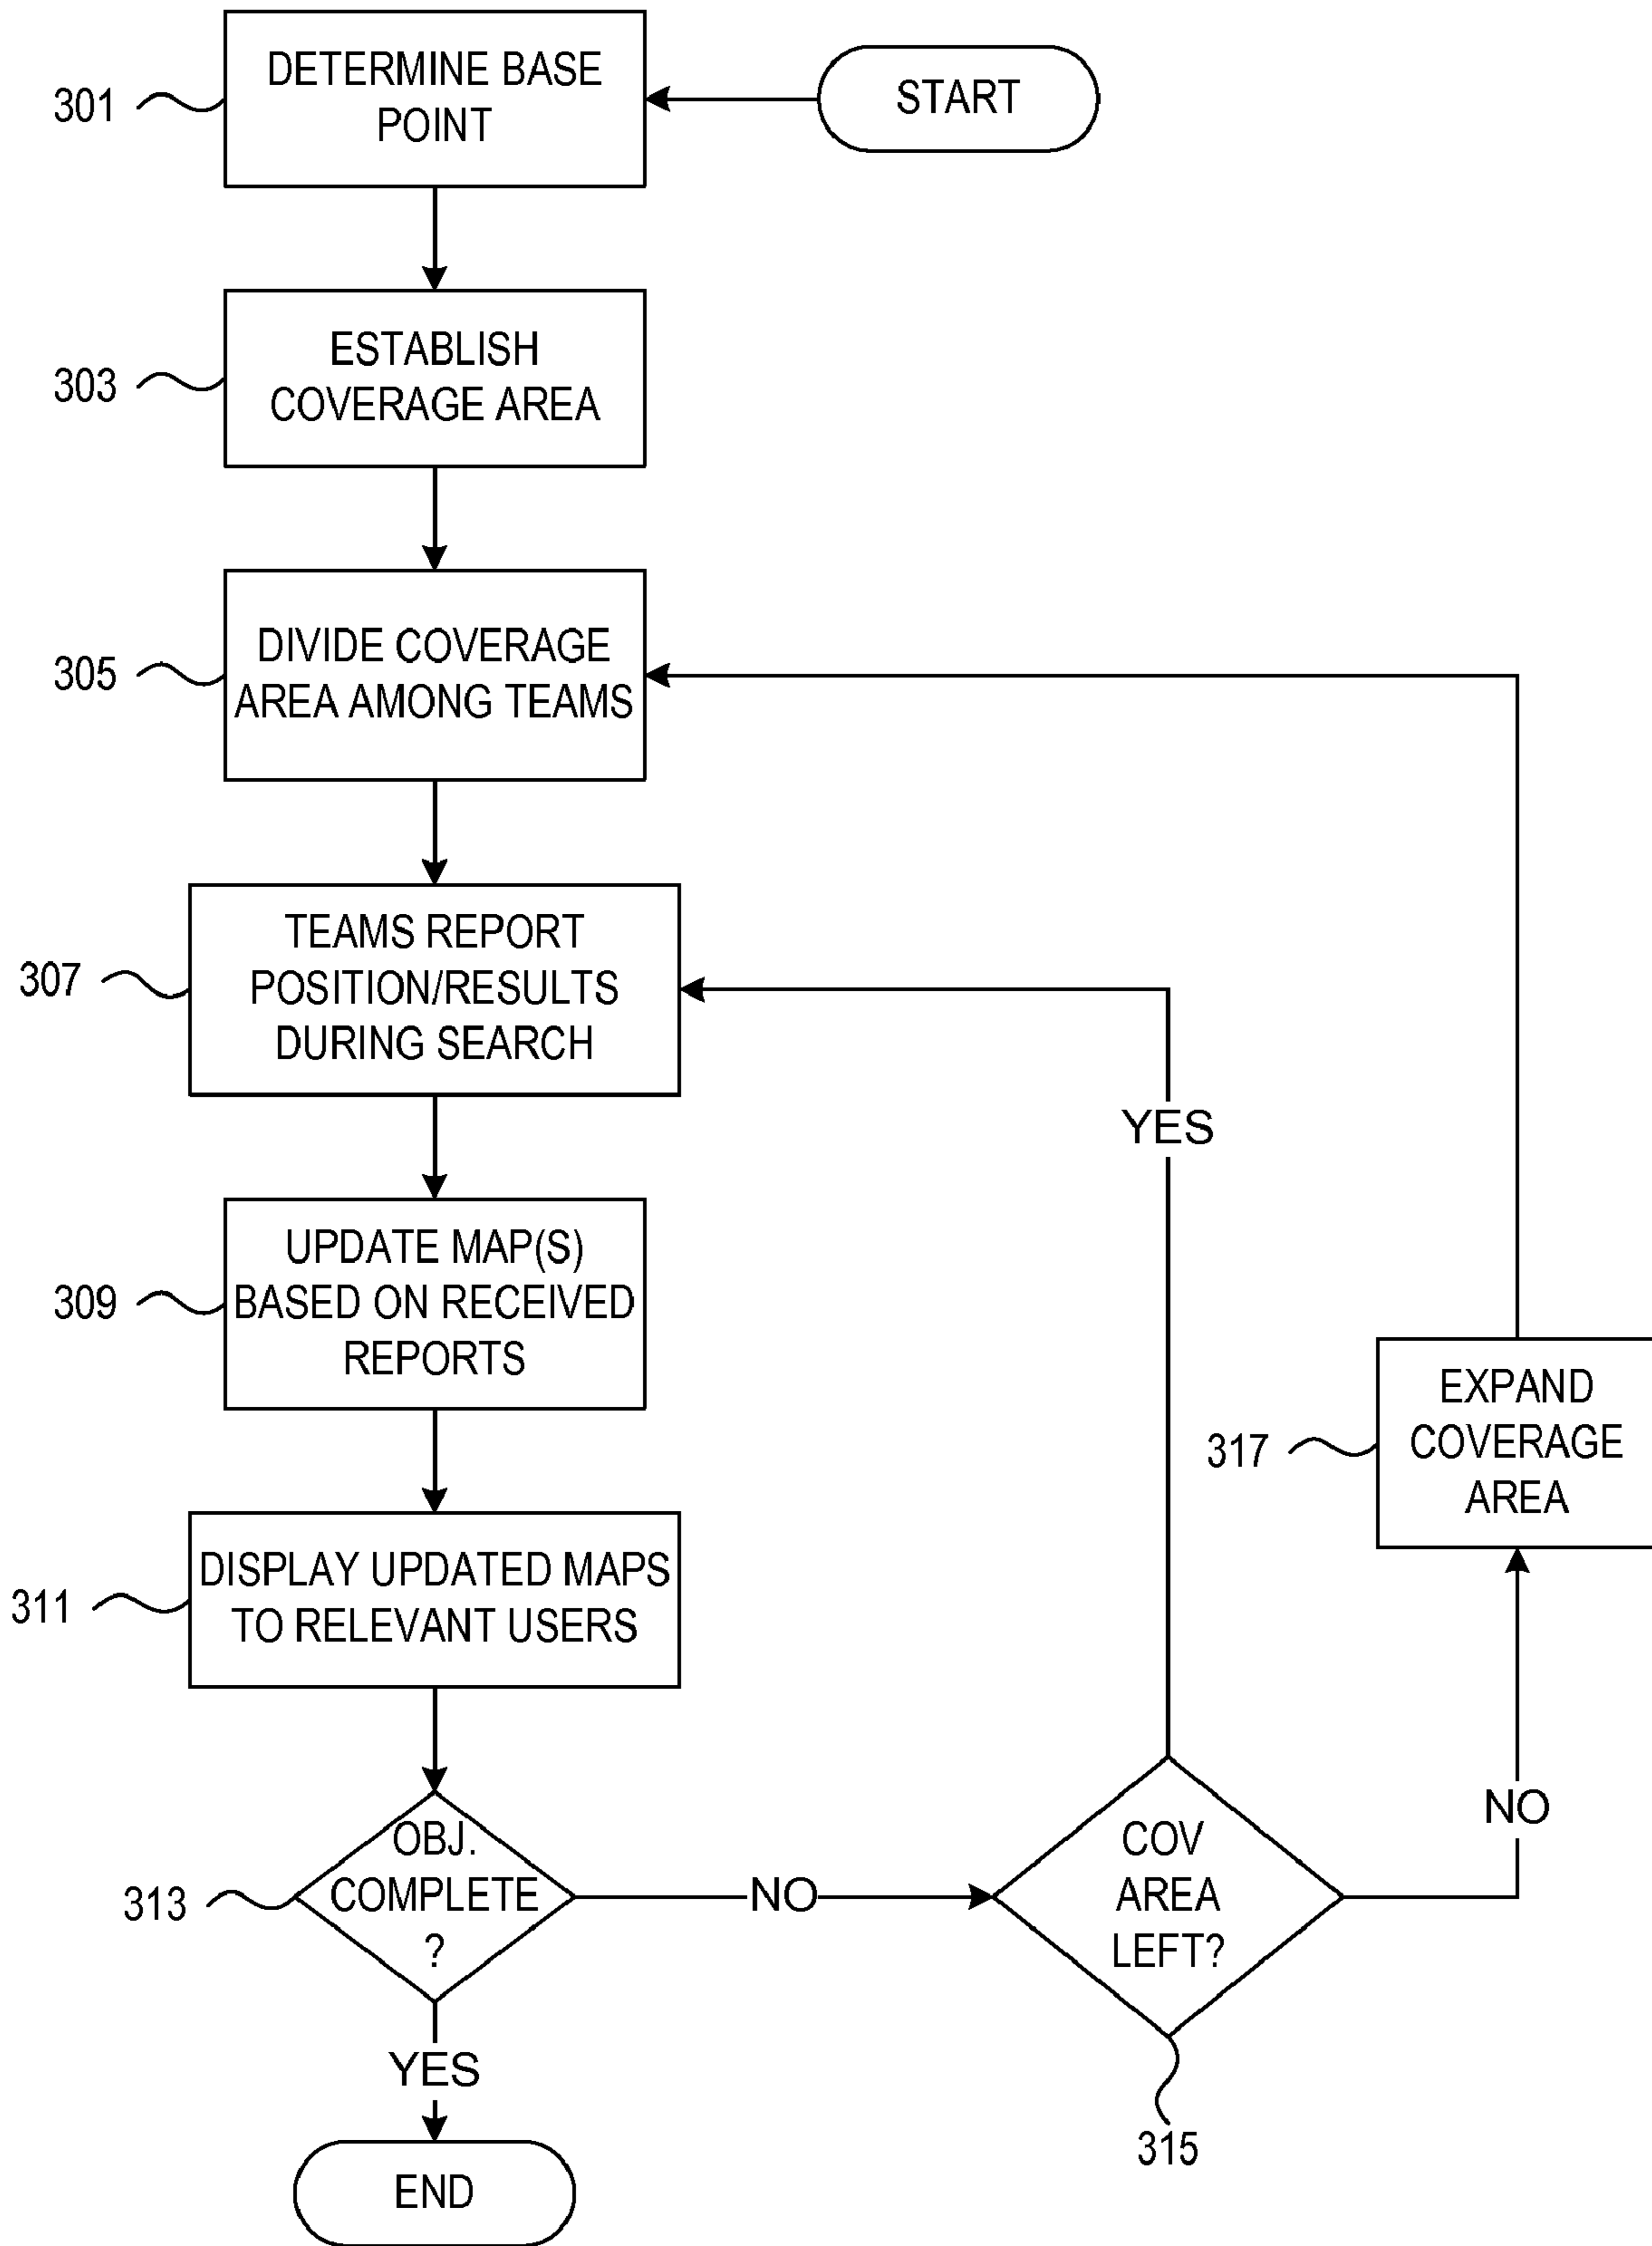 START
301
DETERMINE BASE
POINT
303
ESTABLISH
COVERAGE AREA
305
DIVIDE COVERAGE
AREA AMONG TEAMS
307
TEAMS REPORT
POSITION/RESULTS
DURING SEARCH
YES
309
UPDATE MAP(S)
BASED ON RECEIVED
REPORTS
317
EXPAND
COVERAGE
AREA
311
DISPLAY UPDATED MAPS
TO RELEVANT USERS
NO
313
OBJ.
COMPLETE
?
NO
COV
AREA
LEFT?
315
YES
END